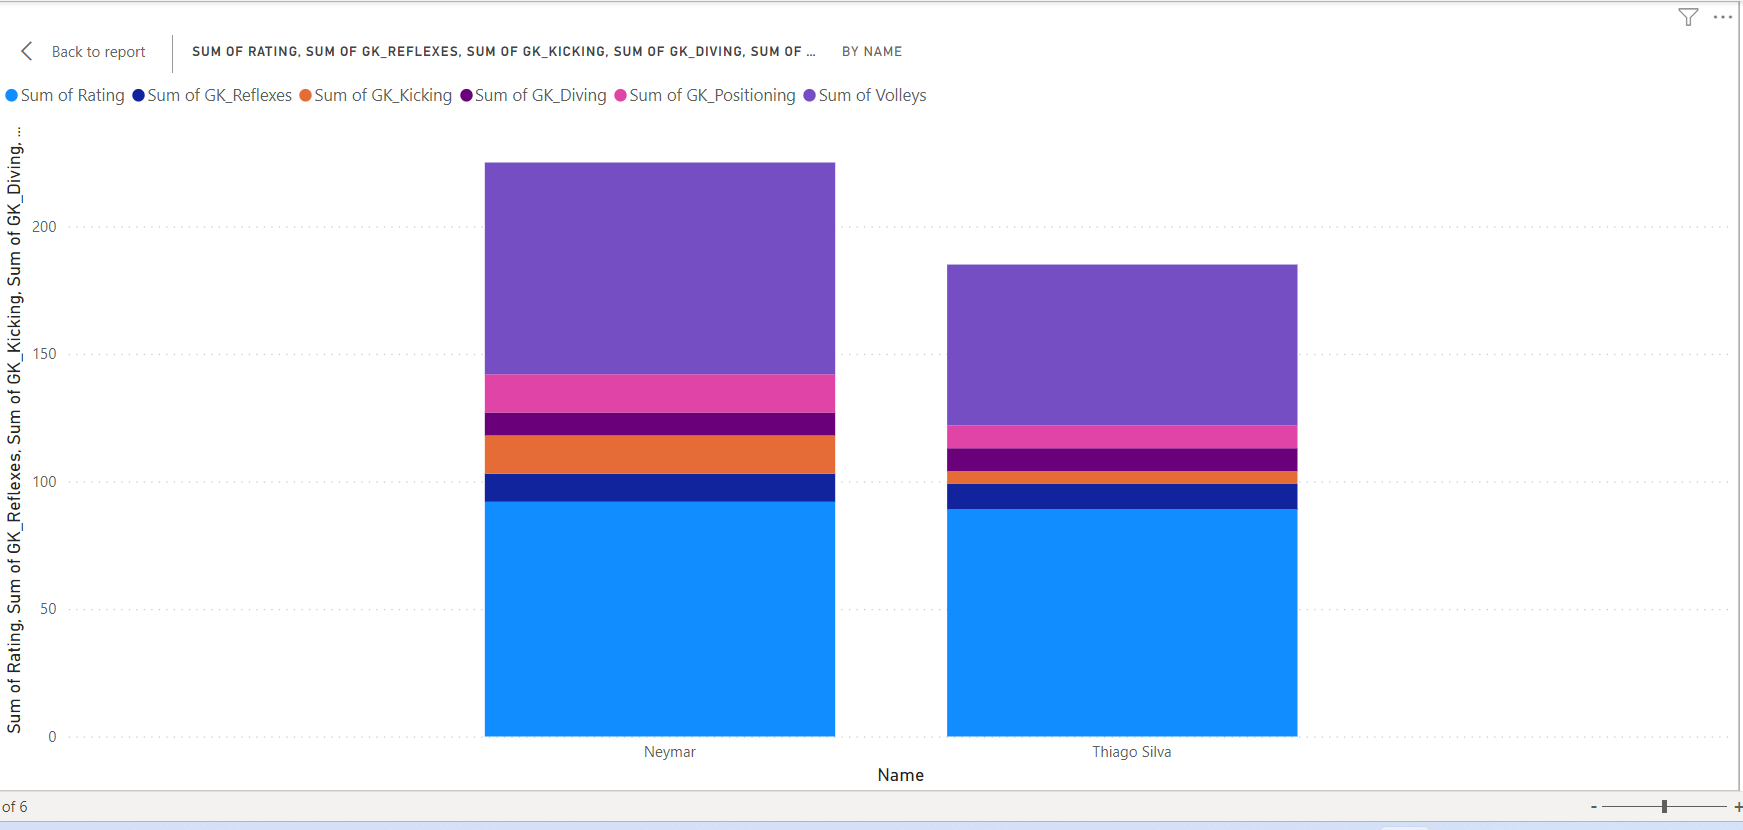 Back to report
SUM OF RATING, SUM OF GK_REFLEXES, SUM OF GK_KICKING, SUM OF GK_DIVING, SUM OF ... BY NAME
Sum of Rating Sum of GK_Reflexes Sum of GK_Kicking Sum of GK_Diving Sum of GK_Positioning Sum of Volleys
Sum of Rating, Sum of GK_Reflexes, Sum of GK_Kicking, Sum of GK_Diving, ...
200
150
100
50
0
Neymar Thiago Silva
Name
of 6 - +